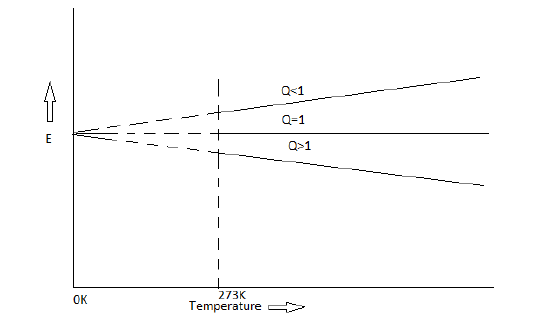 Q<1
Q=1
E
Q>1
0K
273K
Temperature